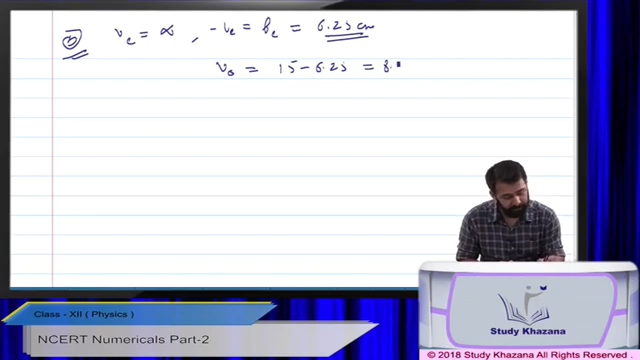 (b) v_e = ∝ , -u_e = f_e = 6.25 cm
v_o = 15 - 6.25 = 8.
Study Khazana
Class - XII ( Physics )
NCERT Numericals Part-2
© 2018 Study Khazana All Rights Reserved .